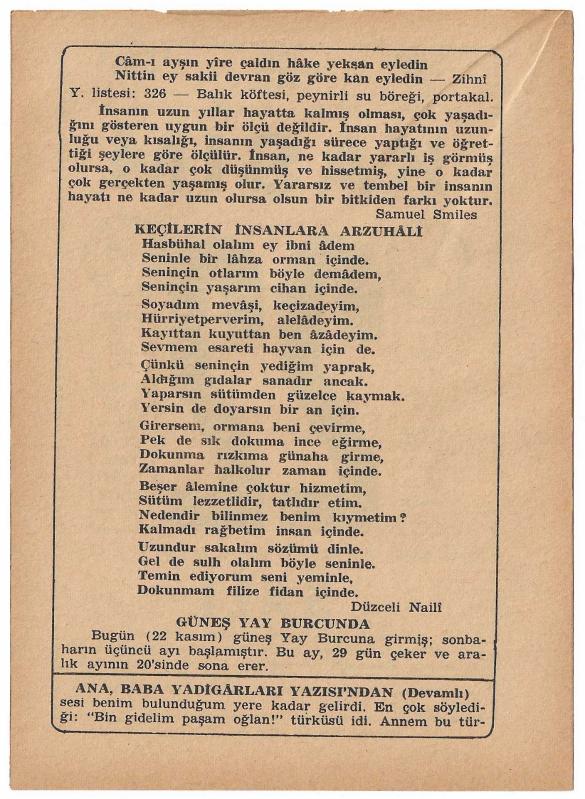 Câm-ı ayşın yîre çaldın hâke yeksan eyledin
Nittin ey sakii devran göz göre kan eyledin — Zihnî
Y. listesi: 326 — Balık köftesi, peynirli su böreği, portakal.
İnsanın uzun yıllar hayatta kalmış olması, çok yaşadı-
ğını gösteren uygun bir ölçü değildir. İnsan hayatının uzun-
luğu veya kısalığı, insanın yaşadığı sürece yaptığı ve öğret-
tiği şeylere göre ölçülür. İnsan, ne kadar yararlı iş görmüş
olursa, o kadar çok düşünmüş ve hissetmiş, yine o kadar
çok gerçekten yaşamış olur. Yararsız ve tembel bir insanın
hayatı ne kadar uzun olursa olsun bir bitkiden farkı yoktur.
Samuel Smiles
KEÇİLERİN İNSANLARA ARZUHÂLİ
Hasbühal olalım ey ibni âdem
Seninle bir lâhza orman içinde.
Seninçin otlarım böyle demâdem,
Seninçin yaşarım cihan içinde.
Soyadım mevâşi, keçizadeyim,
Hürriyetperverim, alelâdeyim.
Kayıttan kuyuttan ben âzâdeyim.
Sevmem esareti hayvan için de.
Çünkü seninçin yediğim yaprak,
Aldığım gıdalar sanadır ancak.
Yaparsın sütümden güzelce kaymak.
Yersin de doyarsın bir an için.
Girersem, ormana beni çevirme,
Pek de sık dokuma ince eğirme,
Dokunma rızkıma günaha girme,
Zamanlar halkolur zaman içinde.
Beşer âlemine çoktur hizmetim,
Sütüm lezzetlidir, tatlıdır etim.
Nedendir bilinmez benim kıymetim?
Kalmadı rağbetim insan içinde.
Uzundur sakalım sözümü dinle.
Gel de sulh olalım böyle seninle.
Temin ediyorum seni yeminle,
Dokunmam filize fidan içinde.
Düzceli Nailî
GÜNEŞ YAY BURCUNDA
Bugün (22 kasım) güneş Yay Burcuna girmiş; sonba-
harın üçüncü ayı başlamıştır. Bu ay, 29 gün çeker ve ara-
lık ayının 20'sinde sona erer.
ANA, BABA YADİGÂRLARI YAZISI'NDAN (Devamlı)
sesi benim bulunduğum yere kadar gelirdi. En çok söyledi-
ği: "Bin gidelim paşam oğlan!" türküsü idi. Annem bu tür-